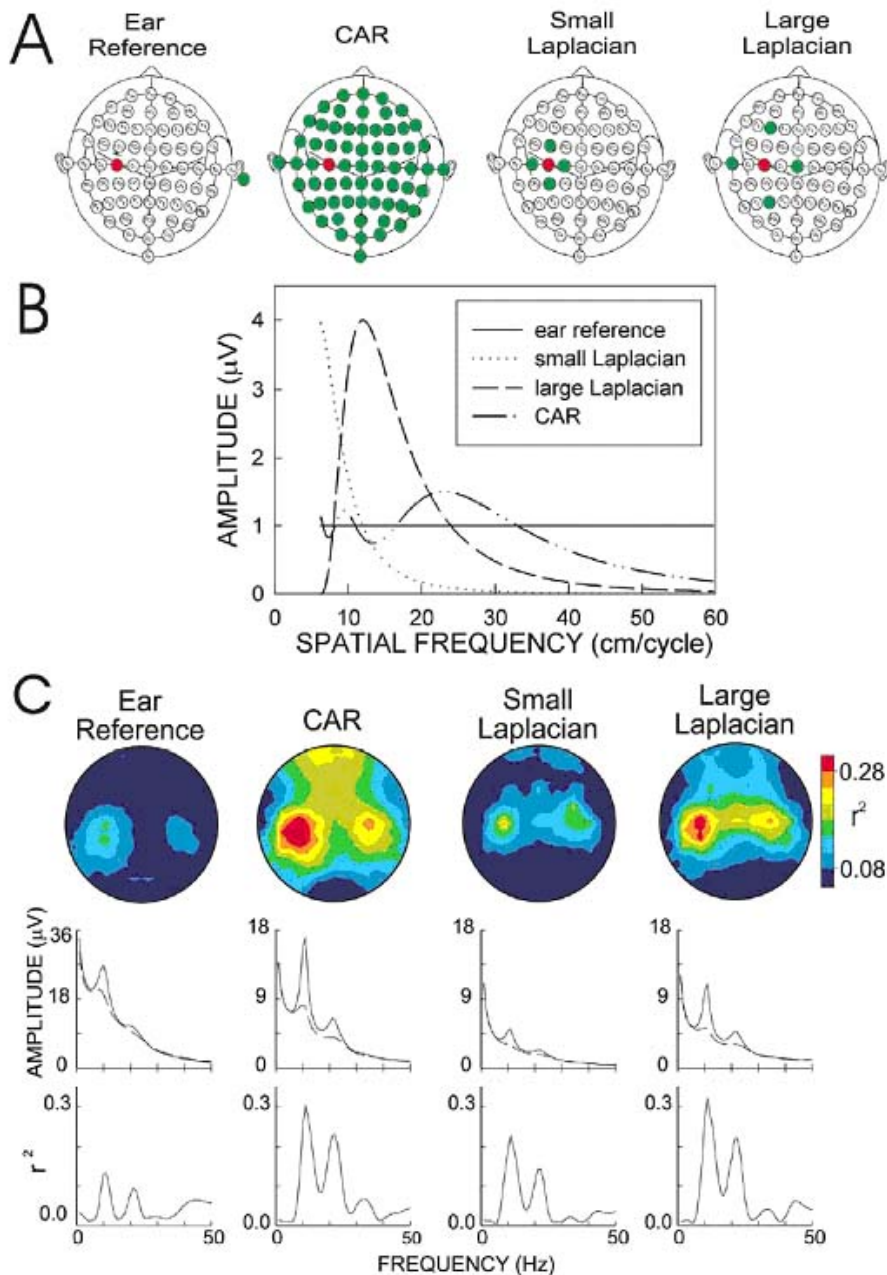 A
Ear
Reference
CAR
Small
Laplacian
Large
Laplacian
B
AMPLITUDE (µV)
4
3
2
1
0
ear reference
small Laplacian
large Laplacian
CAR
0 10 20 30 40 50 60
SPATIAL FREQUENCY (cm/cycle)
C
Ear
Reference
CAR
Small
Laplacian
Large
Laplacian
0.28
r²
0.08
AMPLITUDE (µV)
36
18
0
18
9
0
18
9
0
18
9
0
r²
0.3
0.0
0.3
0.0
0.3
0.0
0.3
0.0
0 50 0 50 0 50 0 50
FREQUENCY (Hz)